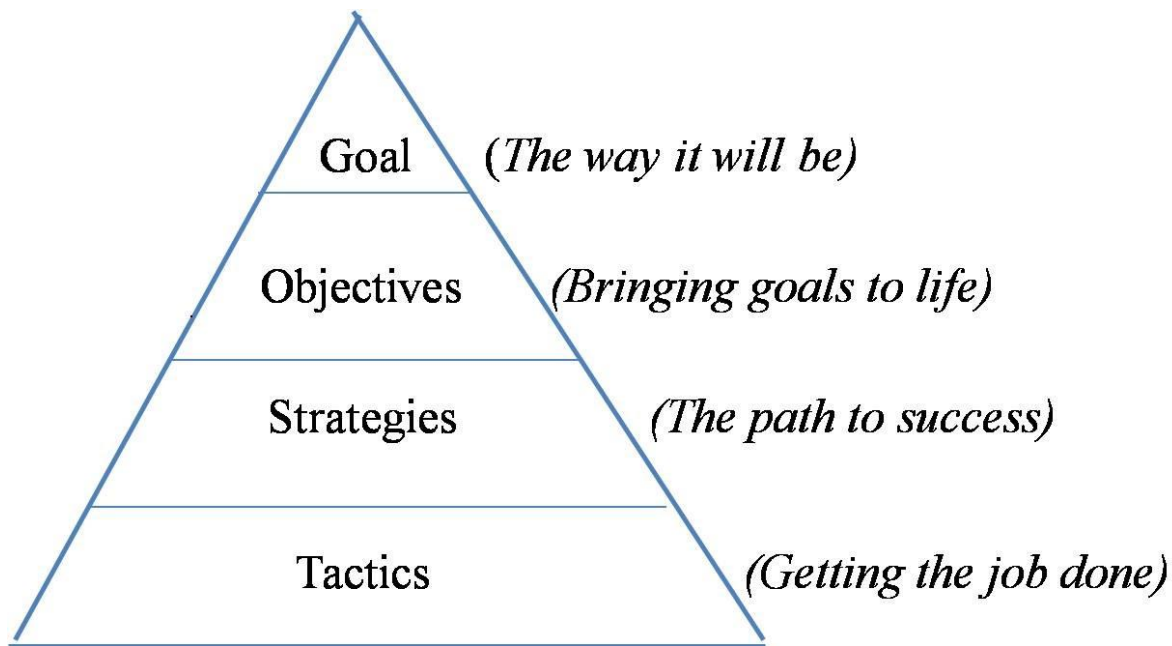 Goal (The way it will be)
Objectives (Bringing goals to life)
Strategies (The path to success)
Tactics (Getting the job done)